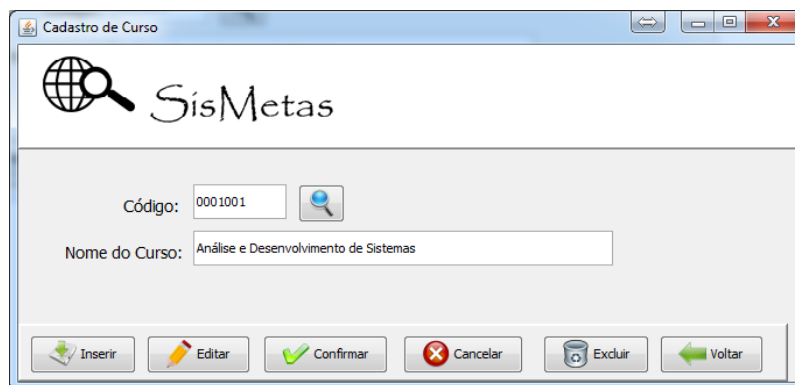 Cadastro de Curso
SisMetas
Código: 0001001
Nome do Curso: Análise e Desenvolvimento de Sistemas
Inserir Editar Confirmar Cancelar Excluir Voltar